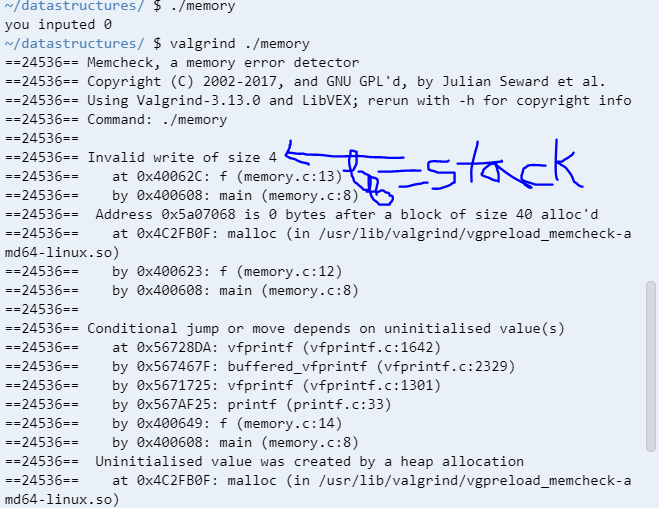 ~/datastructures/ $ ./memory
you inputed 0
~/datastructures/ $ valgrind ./memory
==24536== Memcheck, a memory error detector
==24536== Copyright (C) 2002-2017, and GNU GPL'd, by Julian Seward et al.
==24536== Using Valgrind-3.13.0 and LibVEX; rerun with -h for copyright info
==24536== Command: ./memory
==24536==
==24536== Invalid write of size 4
==24536==    at 0x40062C: f (memory.c:13)
=stack
==24536==    by 0x400608: main (memory.c:8)
==24536==  Address 0x5a07068 is 0 bytes after a block of size 40 alloc'd
==24536==    at 0x4C2FB0F: malloc (in /usr/lib/valgrind/vgpreload_memcheck-a
md64-linux.so)
==24536==    by 0x400623: f (memory.c:12)
==24536==    by 0x400608: main (memory.c:8)
==24536==
==24536== Conditional jump or move depends on uninitialised value(s)
==24536==    at 0x56728DA: vfprintf (vfprintf.c:1642)
==24536==    by 0x567467F: buffered_vfprintf (vfprintf.c:2329)
==24536==    by 0x5671725: vfprintf (vfprintf.c:1301)
==24536==    by 0x567AF25: printf (printf.c:33)
==24536==    by 0x400649: f (memory.c:14)
==24536==    by 0x400608: main (memory.c:8)
==24536==  Uninitialised value was created by a heap allocation
==24536==    at 0x4C2FB0F: malloc (in /usr/lib/valgrind/vgpreload_memcheck-a
md64-linux.so)